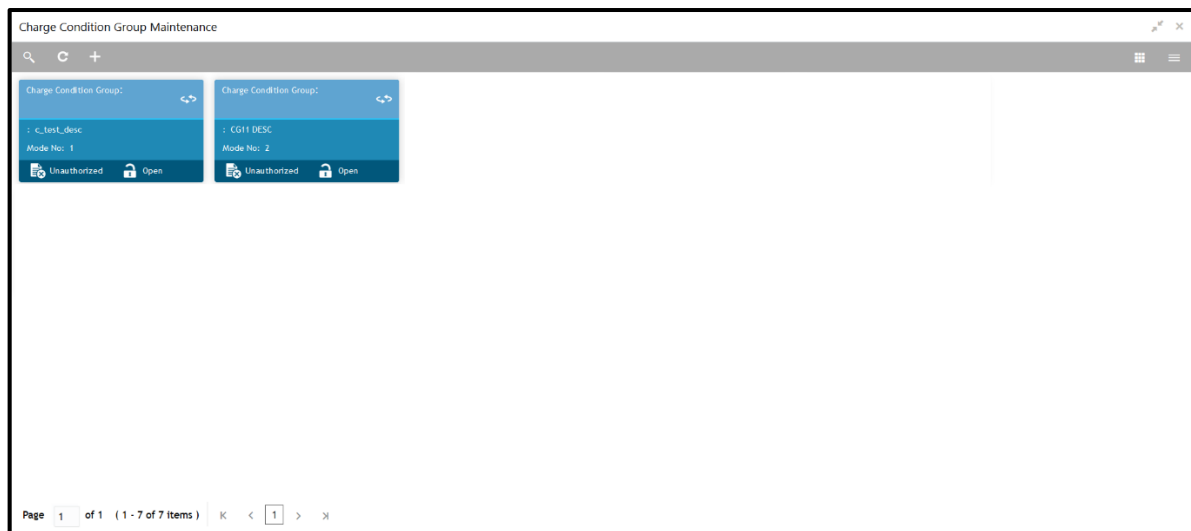 Charge Condition Group Maintenance
Charge Condition Group: Charge Condition Group:
: c_test_desc : CG11 DESC
Mode No: 1 Mode No: 2
Unauthorized Open Unauthorized Open
Page 1 of 1 ( 1 - 7 of 7 items ) 1